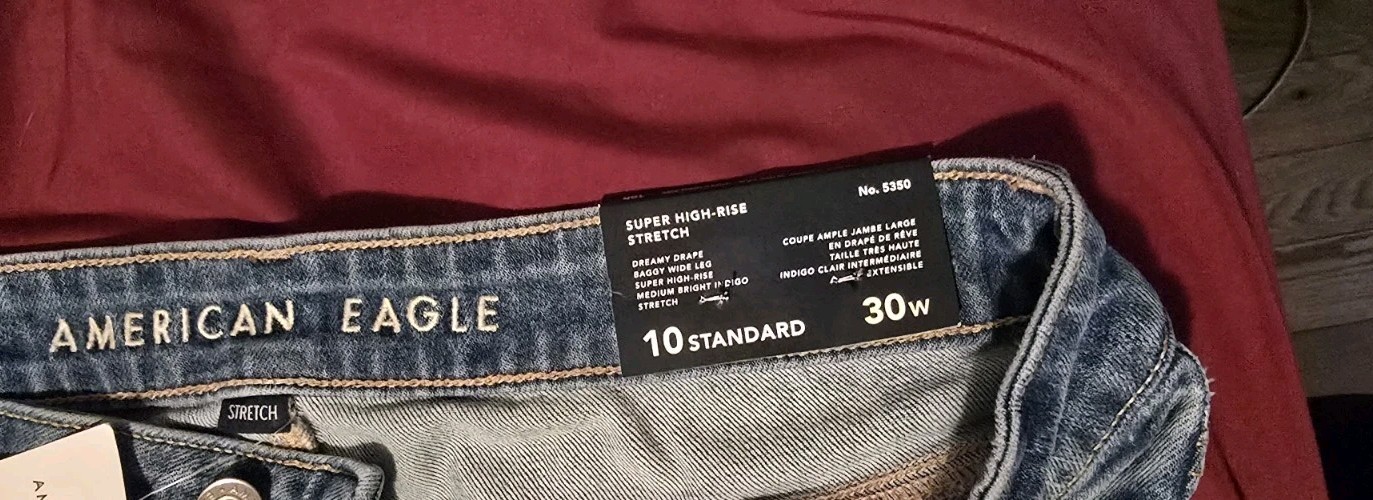 No. 5350
SUPER HIGH-RISE
STRETCH
DREAMY DRAPE
BAGGY WIDE LEG
SUPER HIGH-RISE
MEDIUM BRIGHT INDIGO
STRETCH
COUPE AMPLE JAMBE LARGE
EN DRAPÉ DE RÊVE
TAILLE TRÈS HAUTE
INDIGO CLAIR INTERMÉDIAIRE
EXTENSIBLE
10 STANDARD
30W
AMERICAN EAGLE
STRETCH